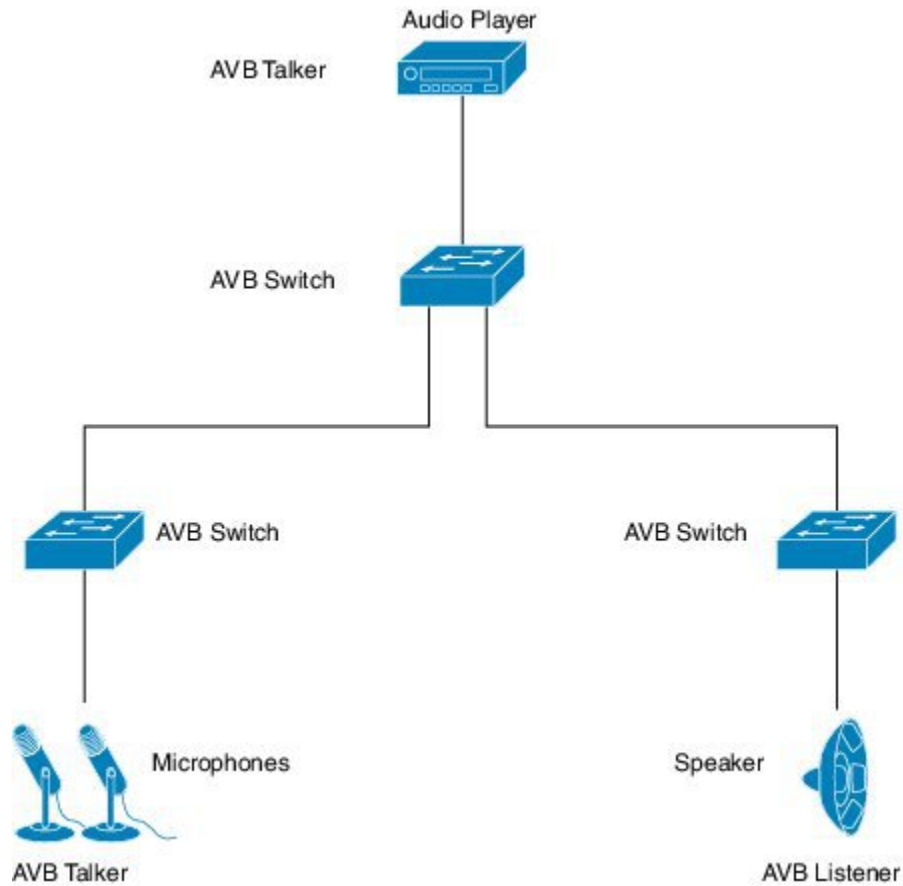 Audio Player
AVB Talker
AVB Switch
AVB Switch
AVB Switch
Microphones
Speaker
AVB Talker
AVB Listener